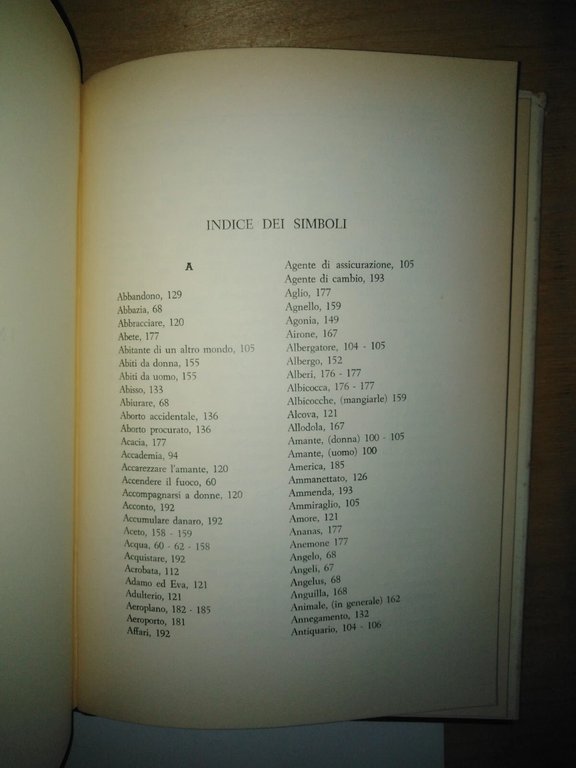 INDICE DEI SIMBOLI
A
Abbandono, 129
Abbazia, 68
Abbracciare, 120
Abete, 177
Abitante di un altro mondo, 105
Abiti da donna, 155
Abiti da uomo, 155
Abisso, 133
Abiurare, 68
Aborto accidentale, 136
Aborto procurato, 136
Acacia, 177
Accademia, 94
Accarezzare l'amante, 120
Accendere il fuoco, 60
Accompagnarsi a donne, 120
Acconto, 192
Accumulare danaro, 192
Aceto, 158 - 159
Acqua, 60 - 62 - 158
Acquistare, 192
Acrobata, 112
Adamo ed Eva, 121
Adulterio, 121
Aeroplano, 182 - 185
Aeroporto, 181
Affari, 192
Agente di assicurazione, 105
Agente di cambio, 193
Aglio, 177
Agnello, 159
Agonia, 149
Airone, 167
Albergatore, 104 - 105
Albergo, 152
Alberi, 176 - 177
Albicocca, 176 - 177
Albicocche, (mangiarle) 159
Alcova, 121
Allodola, 167
Amante, (donna) 100 - 105
Amante, (uomo) 100
America, 185
Ammanettato, 126
Ammenda, 193
Ammiraglio, 105
Amore, 121
Ananas, 177
Anemone 177
Angelo, 68
Angeli, 67
Angelus, 68
Anguilla, 168
Animale, (in generale) 162
Annegamento, 132
Antiquario, 104 - 106